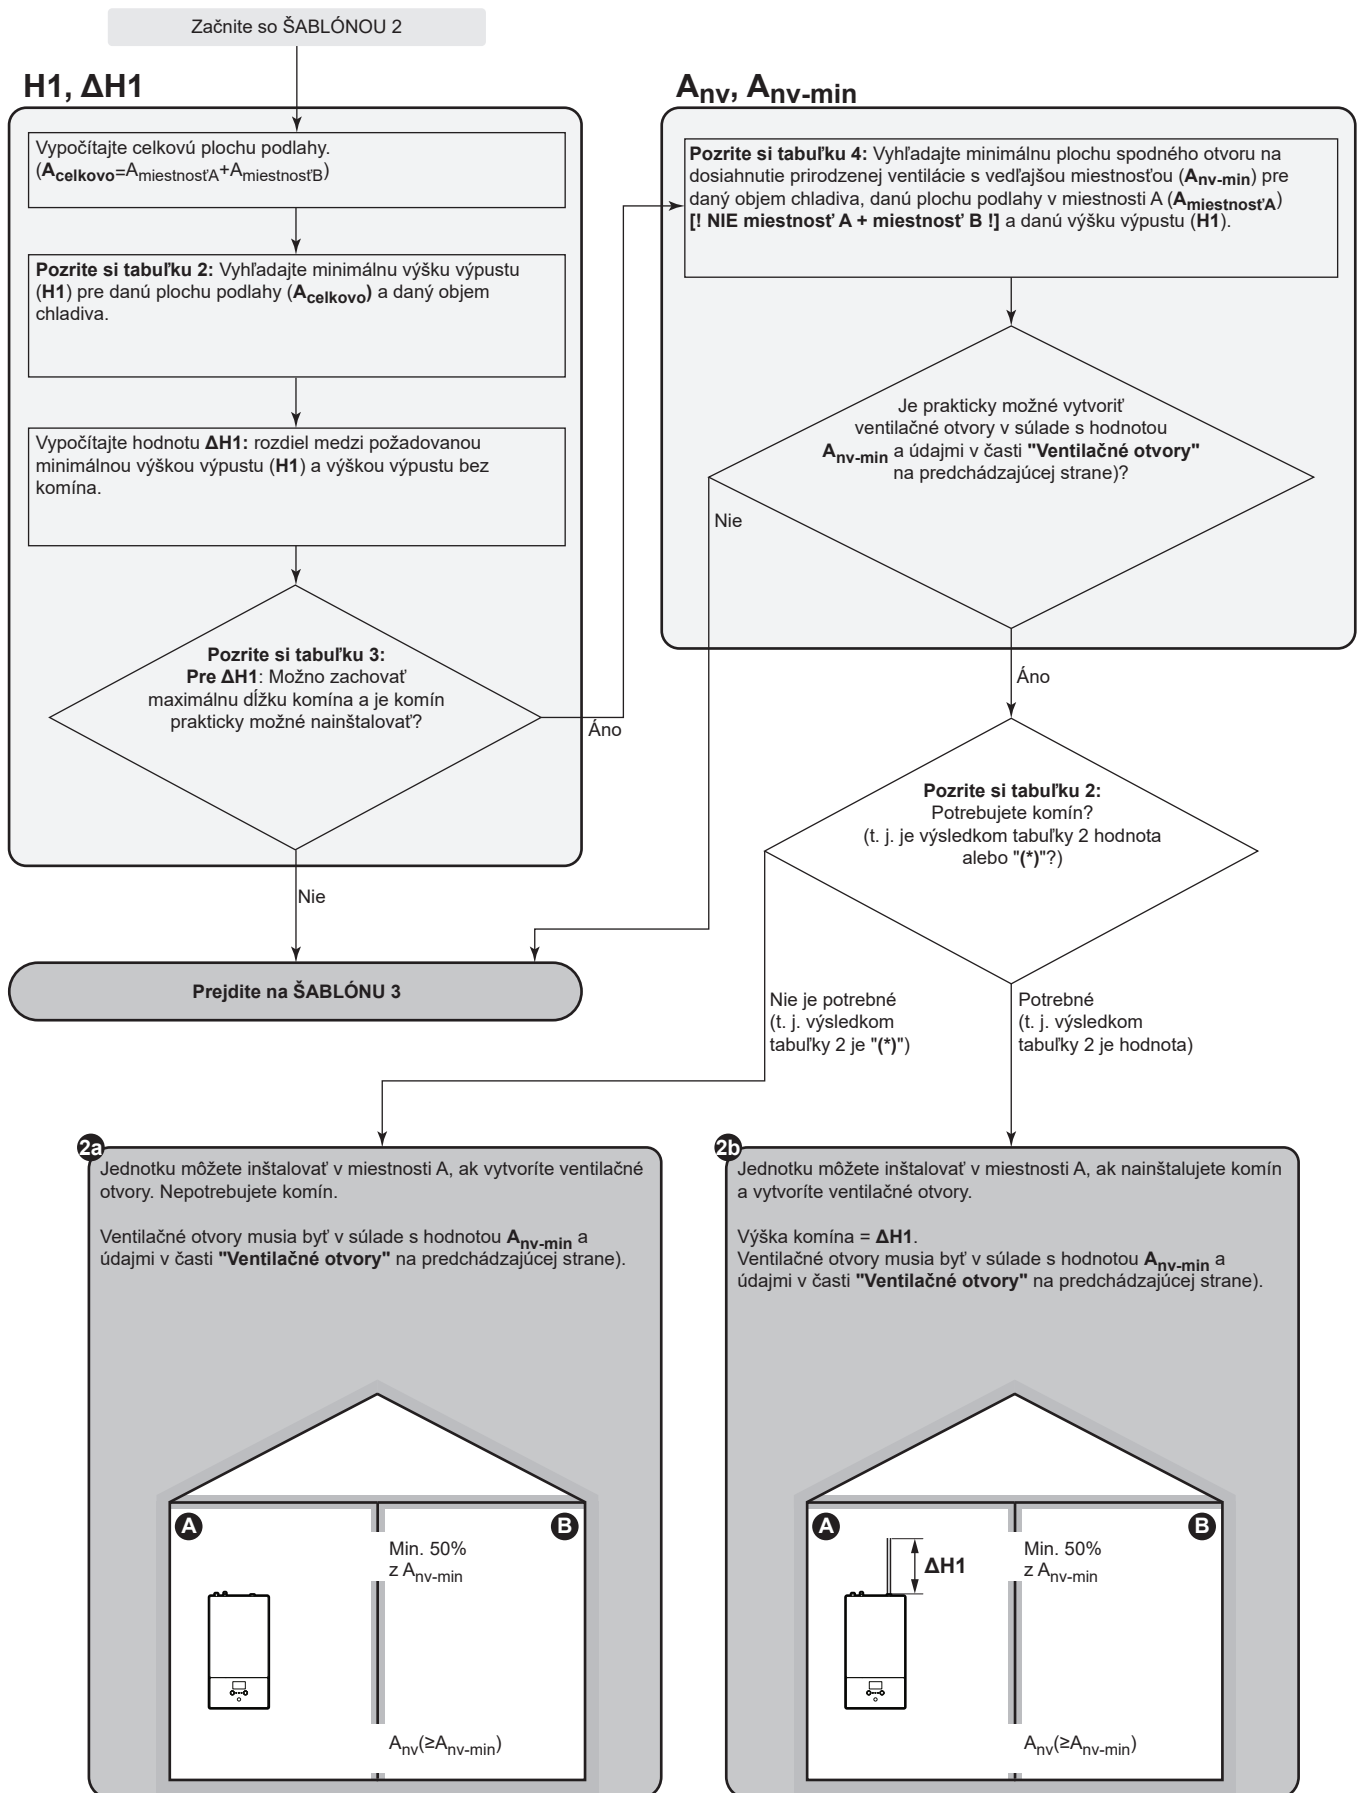 Začnite so ŠABLÓNOU 2
H1, ΔH1
Vypočítajte celkovú plochu podlahy.
(Acelkovo=AmiestnosťA+AmiestnosťB)
Pozrite si tabuľku 2: Vyhľadajte minimálnu výšku výpustu
(H1) pre danú plochu podlahy (Acelkovo) a daný objem
chladiva.
Vypočítajte hodnotu ΔH1: rozdiel medzi požadovanou
minimálnou výškou výpustu (H1) a výškou výpustu bez
komína.
Pozrite si tabuľku 3:
Pre ΔH1: Možno zachovať
maximálnu dĺžku komína a je komín
prakticky možné nainštalovať?
Áno
Nie
Prejdite na ŠABLÓNU 3
Anv, Anv-min
Pozrite si tabuľku 4: Vyhľadajte minimálnu plochu spodného otvoru na
dosiahnutie prirodzenej ventilácie s vedľajšou miestnosťou (Anv-min) pre
daný objem chladiva, danú plochu podlahy v miestnosti A (AmiestnosťA)
[! NIE miestnosť A + miestnosť B !] a danú výšku výpustu (H1).
Je prakticky možné vytvoriť
ventilačné otvory v súlade s hodnotou
Anv-min a údajmi v časti "Ventilačné otvory"
na predchádzajúcej strane)?
Nie
Áno
Pozrite si tabuľku 2:
Potrebujete komín?
(t. j. je výsledkom tabuľky 2 hodnota
alebo "(*)"?)
Nie je potrebné
(t. j. výsledkom
tabuľky 2 je "(*)")
Potrebné
(t. j. výsledkom
tabuľky 2 je hodnota)
2a
Jednotku môžete inštalovať v miestnosti A, ak vytvoríte ventilačné
otvory. Nepotrebujete komín.
Ventilačné otvory musia byť v súlade s hodnotou Anv-min a
údajmi v časti "Ventilačné otvory" na predchádzajúcej strane).
A
B
Min. 50%
z Anv-min
Anv(≥Anv-min)
2b
Jednotku môžete inštalovať v miestnosti A, ak nainštalujete komín
a vytvoríte ventilačné otvory.
Výška komína = ΔH1.
Ventilačné otvory musia byť v súlade s hodnotou Anv-min a
údajmi v časti "Ventilačné otvory" na predchádzajúcej strane).
A
B
ΔH1
Min. 50%
z Anv-min
Anv(≥Anv-min)